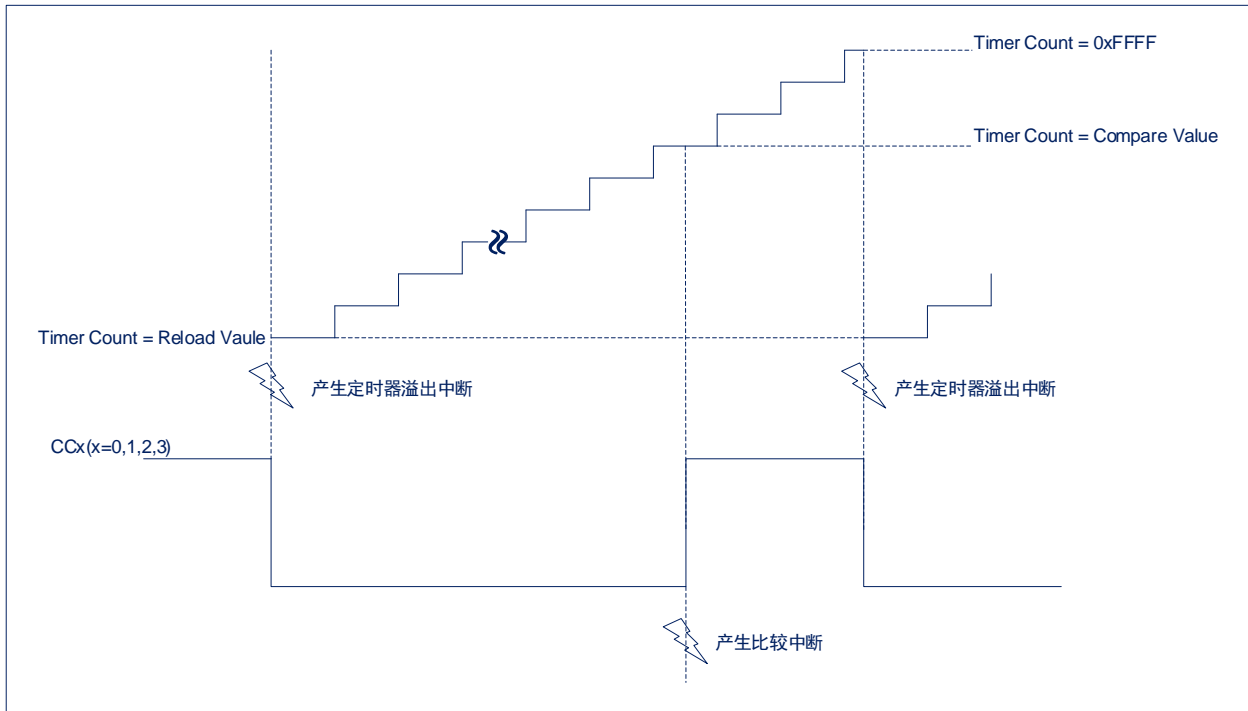 Timer Count = 0xFFFF
Timer Count = Compare Value
Timer Count = Reload Vaule
产生定时器溢出中断
产生定时器溢出中断
CCx(x=0,1,2,3)
产生比较中断